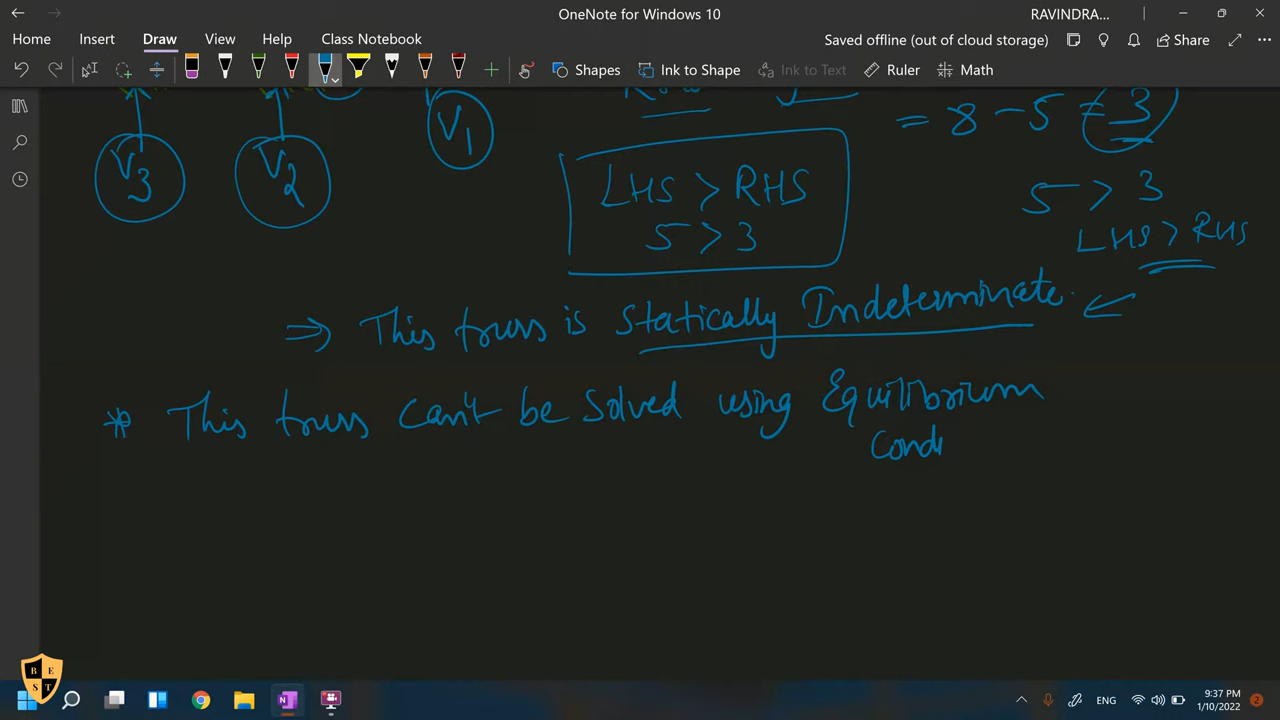 OneNote for Windows 10
RAVINDRA...
Home Insert Draw View Help Class Notebook
Saved offline (out of cloud storage)
Share
Shapes
Ink to Shape
Ink to Text
Ruler
Math
V3
V2
V1
= 8 - 5 = 3
LHS > RHS
5 > 3
5 > 3
LHS > RHS
⇒ This truss is Statically Indeterminate. ←
* This truss can't be solved using Equilibrium
Condi
B E
S T
ENG
9:37 PM
1/10/2022
2